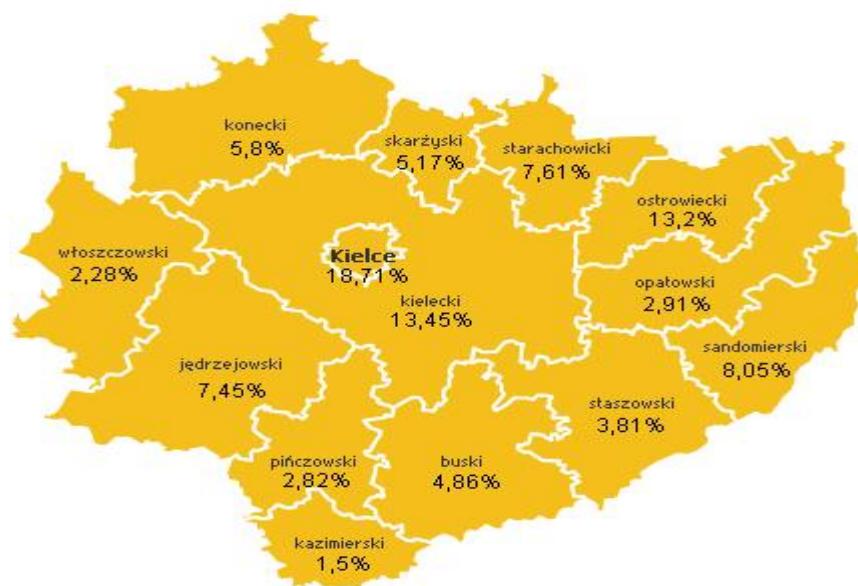 konecki
5,8%
skarżyski
5,17%
starachowicki
7,61%
ostrowiecki
13,2%
włoszczowski
2,28%
Kielce
18,71%
kielecki
13,45%
opatowski
2,91%
sandomierski
8,05%
jędrzejowski
7,45%
staszowski
3,81%
pińczowski
2,82%
buski
4,86%
kazimierski
1,5%